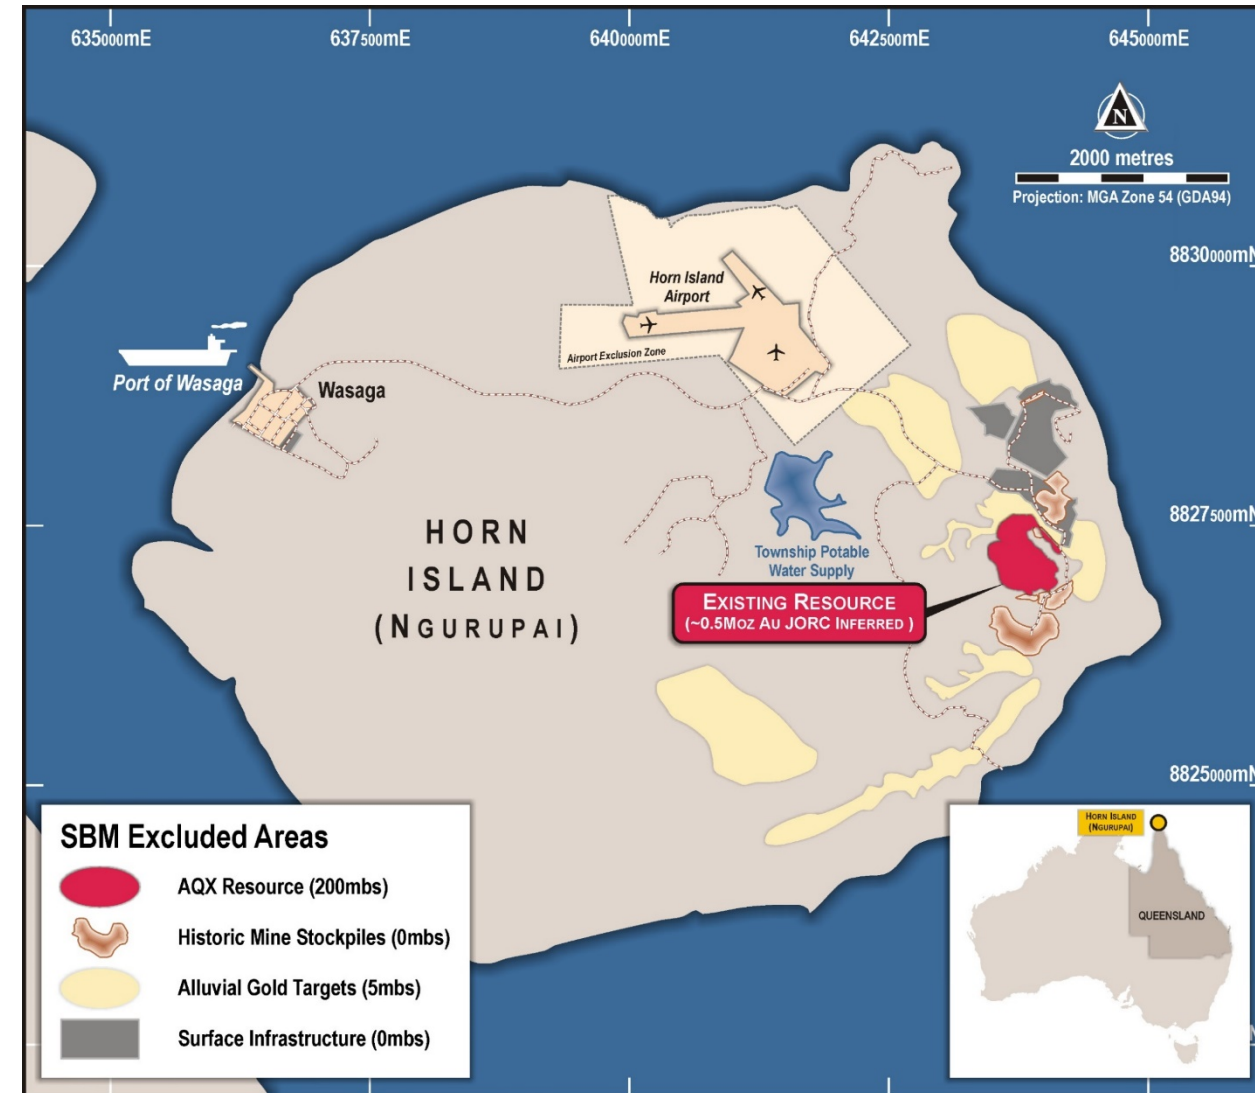 635000mE
637500mE
640000mE
642500mE
645000mE
N
2000 metres
Projection: MGA Zone 54 (GDA94)
8830000mN
Horn Island
Airport
Airport Exclusion Zone
Port of Wasaga
Wasaga
8827500mN
HORN
ISLAND
(NGURUPAI)
Township Potable
Water Supply
EXISTING RESOURCE
(~0.5MOZ AU JORC INFERRED )
8825000mN
SBM Excluded Areas
AQX Resource (200mbs)
Historic Mine Stockpiles (0mbs)
Alluvial Gold Targets (5mbs)
Surface Infrastructure (0mbs)
HORN ISLAND
(NGURUPAI)
QUEENSLAND